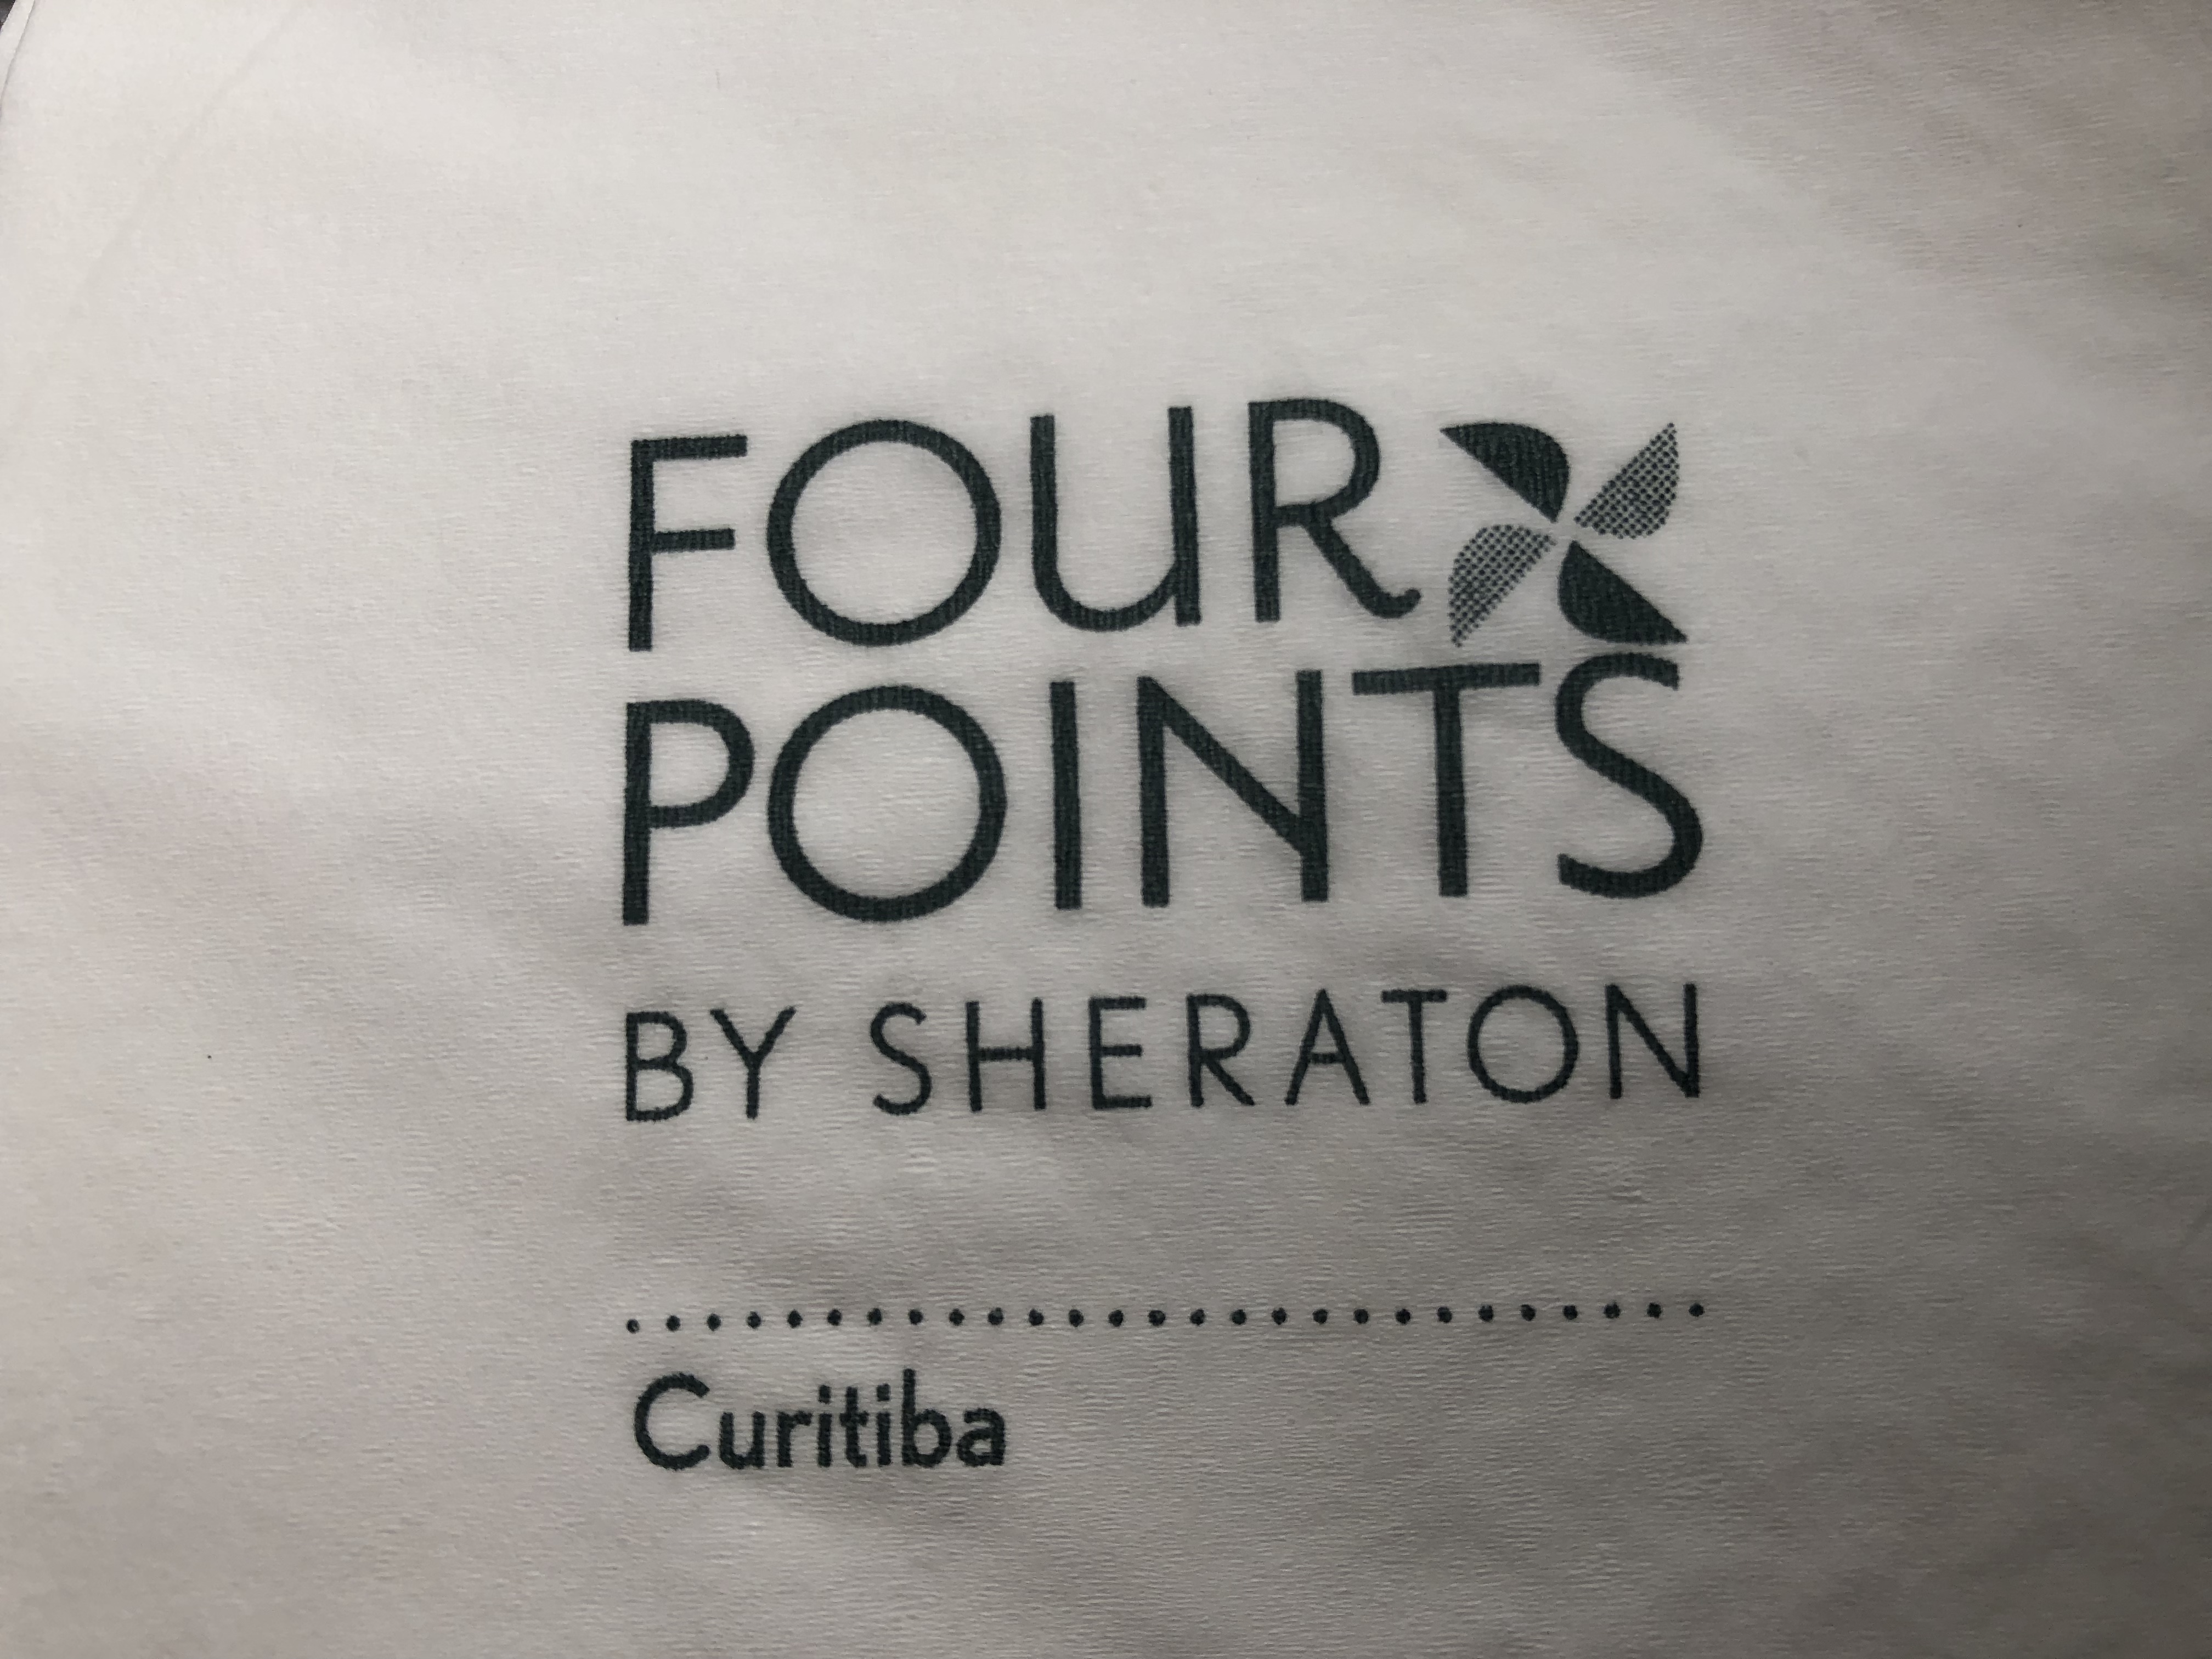 FOUR
POINTS
BY SHERATON
Curitiba